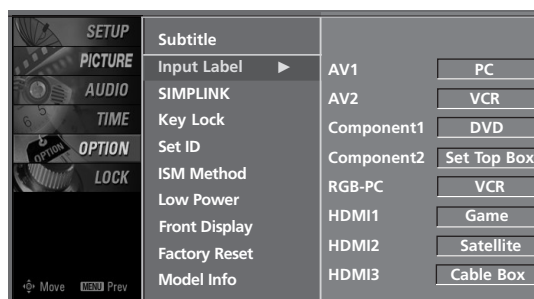 SETUP
PICTURE
AUDIO
TIME
OPTION
LOCK
Move MENU Prev
Subtitle
Input Label ►
SIMPLINK
Key Lock
Set ID
ISM Method
Low Power
Front Display
Factory Reset
Model Info
AV1 PC
AV2 VCR
Component1 DVD
Component2 Set Top Box
RGB-PC VCR
HDMI1 Game
HDMI2 Satellite
HDMI3 Cable Box